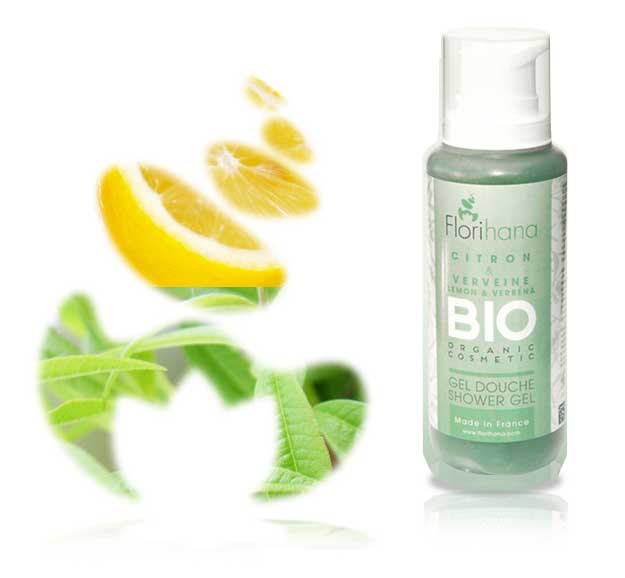 Florihana
CITRON
&
VERVEINE
LEMON & VERBENA
BIO
ORGANIC
COSMETIC
GEL DOUCHE
SHOWER GEL
Made in France
www.florihana.com